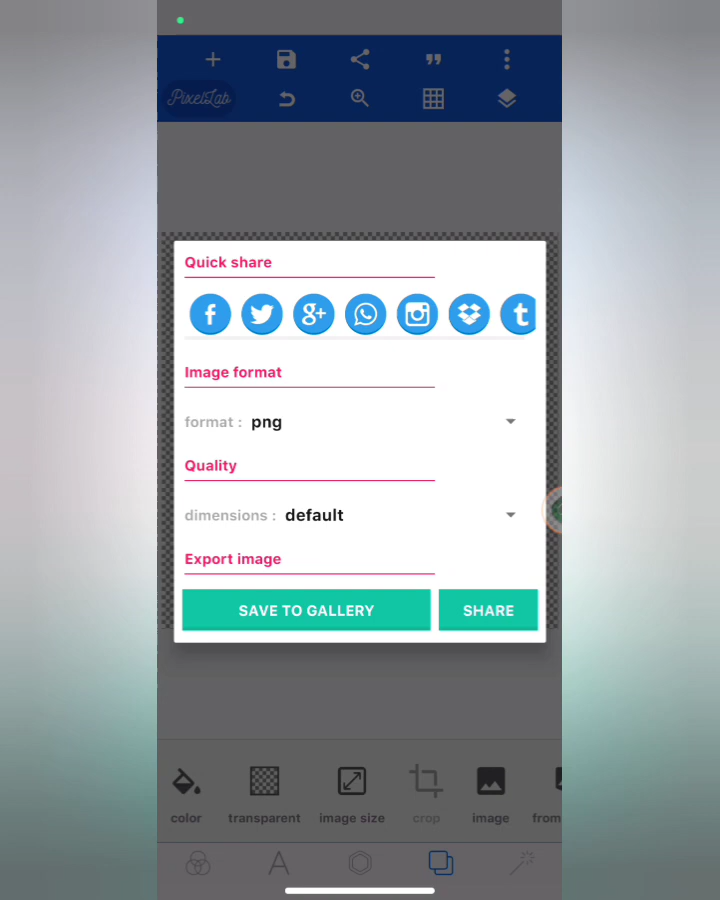 PixelLab
Quick share
Image format
format : png
Quality
dimensions : default
Export image
SAVE TO GALLERY SHARE
color transparent image size crop image from